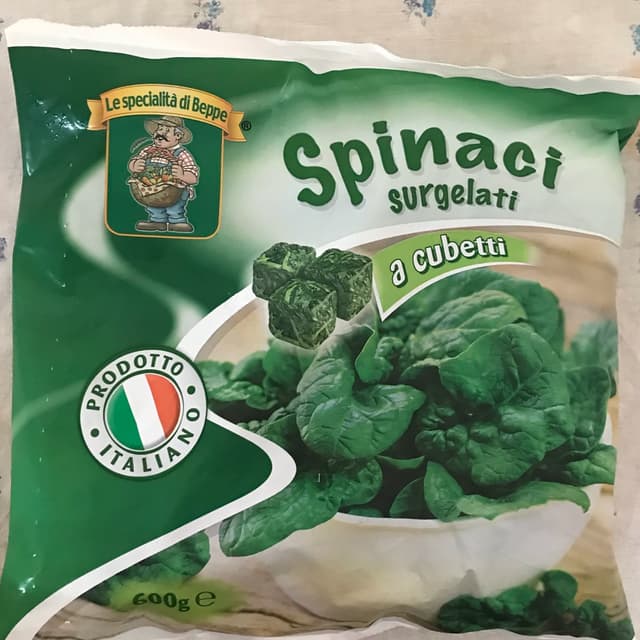 Le specialità di Beppe
®
Spinaci
surgelati
a cubetti
PRODOTTO
ITALIANO
600g ℮